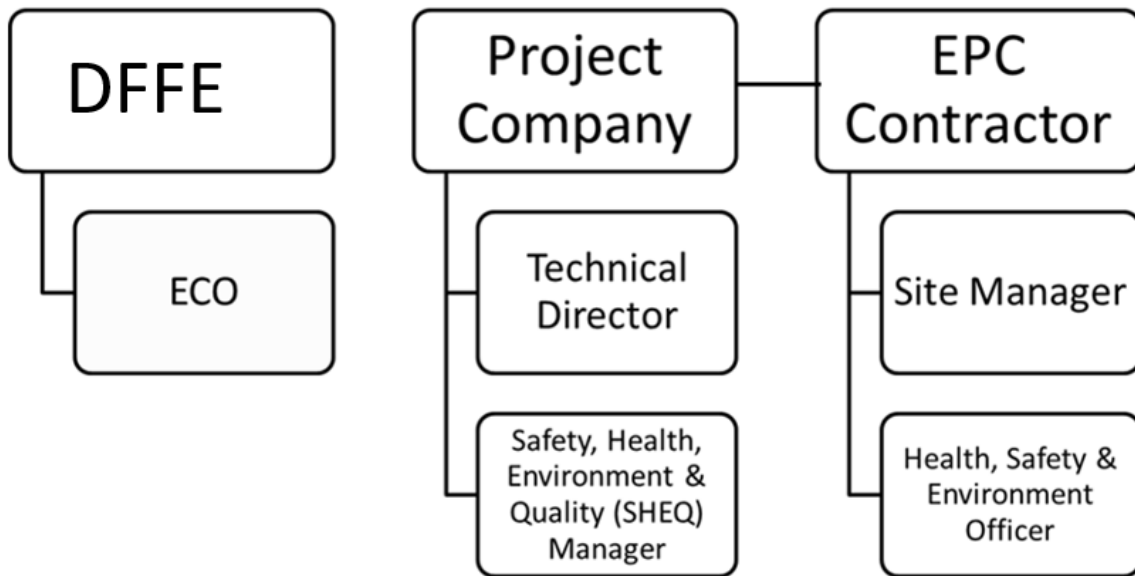 DFFE
ECO
Project
Company
Technical
Director
Safety, Health,
Environment &
Quality (SHEQ)
Manager
EPC
Contractor
Site Manager
Health, Safety &
Environment
Officer